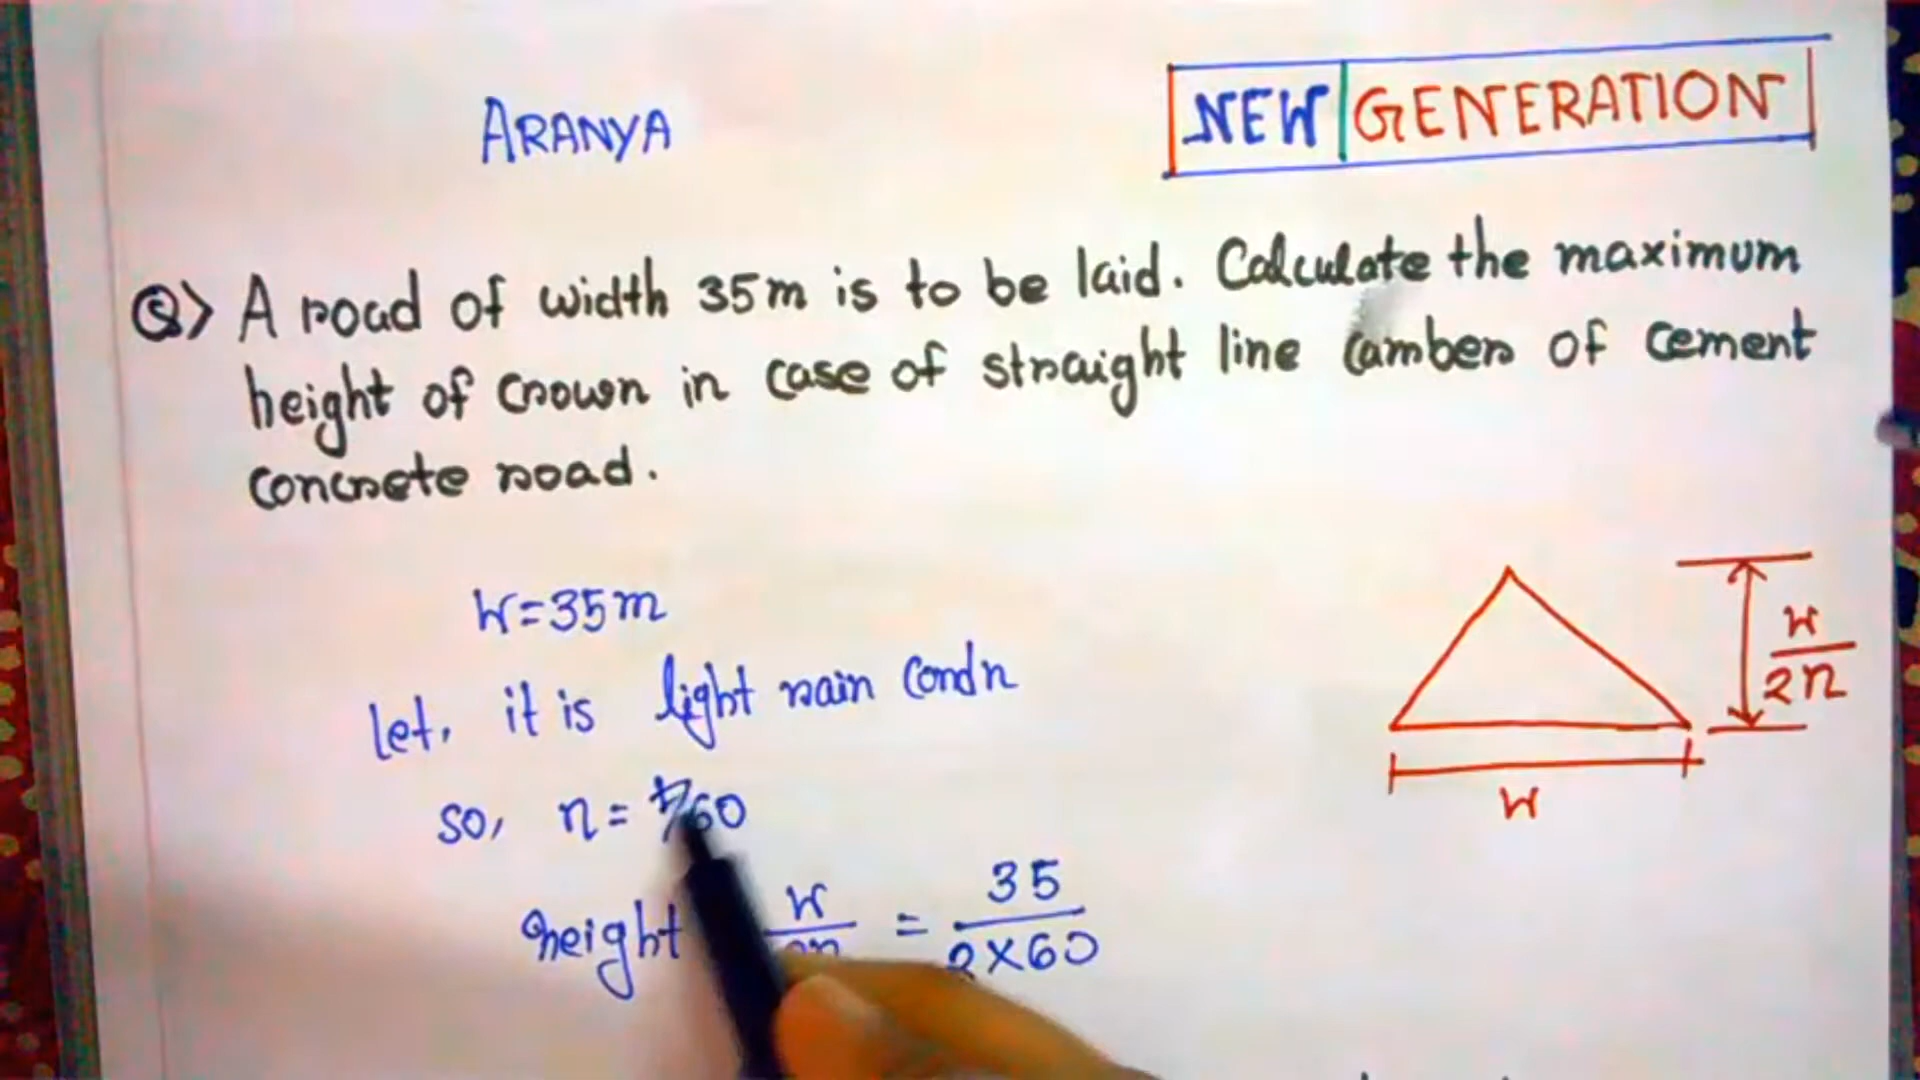 ARANYA
NEW GENERATION
Q> A road of width 35m is to be laid. Calculate the maximum
height of crown in case of straight line camber of cement
concrete road.
W=35m
let, it is light rain condn
so, n = 60
height W = 35
2×60
W
2n
W